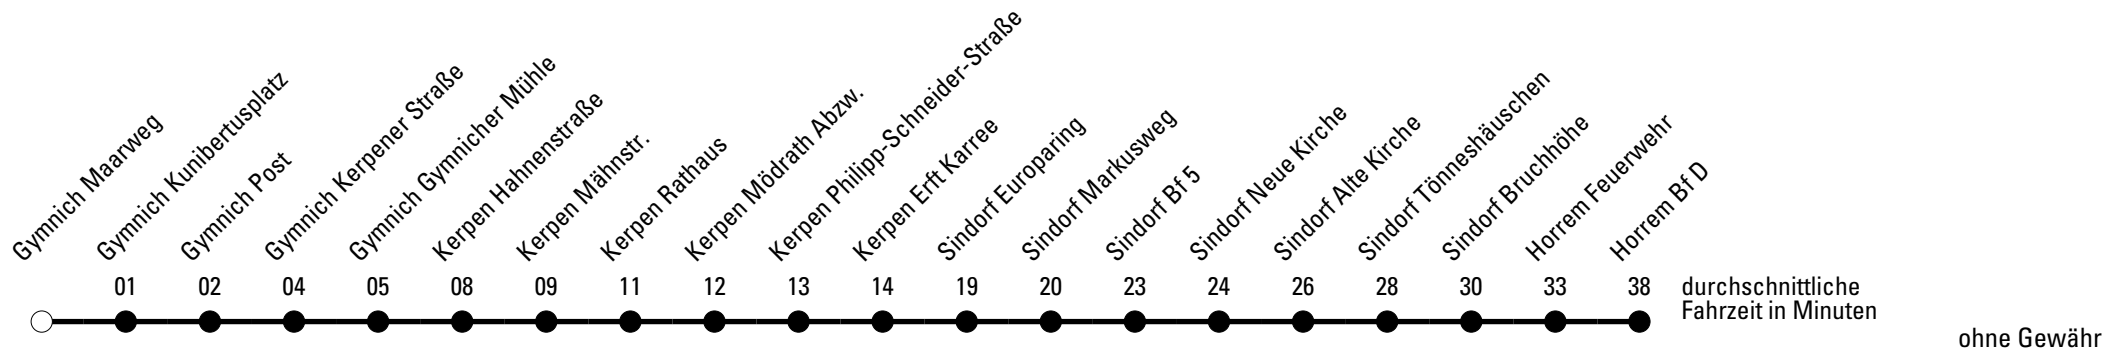 Gymnich Maarweg
Gymnich Kunibertusplatz
Gymnich Post
Gymnich Kerpener Straße
Gymnich Gymnicher Mühle
Kerpen Hahnenstraße
Kerpen Mähnstr.
Kerpen Rathaus
Kerpen Mödrath Abzw.
Kerpen Philipp-Schneider-Straße
Kerpen Erft Karree
Sindorf Europaring
Sindorf Markusweg
Sindorf Bf 5
Sindorf Neue Kirche
Sindorf Alte Kirche
Sindorf Tönneshäuschen
Sindorf Bruchhöhe
Horrem Feuerwehr
Horrem Bf D
01 02 04 05 08 09 11 12 13 14 19 20 23 24 26 28 30 33 38 durchschnittliche
Fahrzeit in Minuten
ohne Gewähr